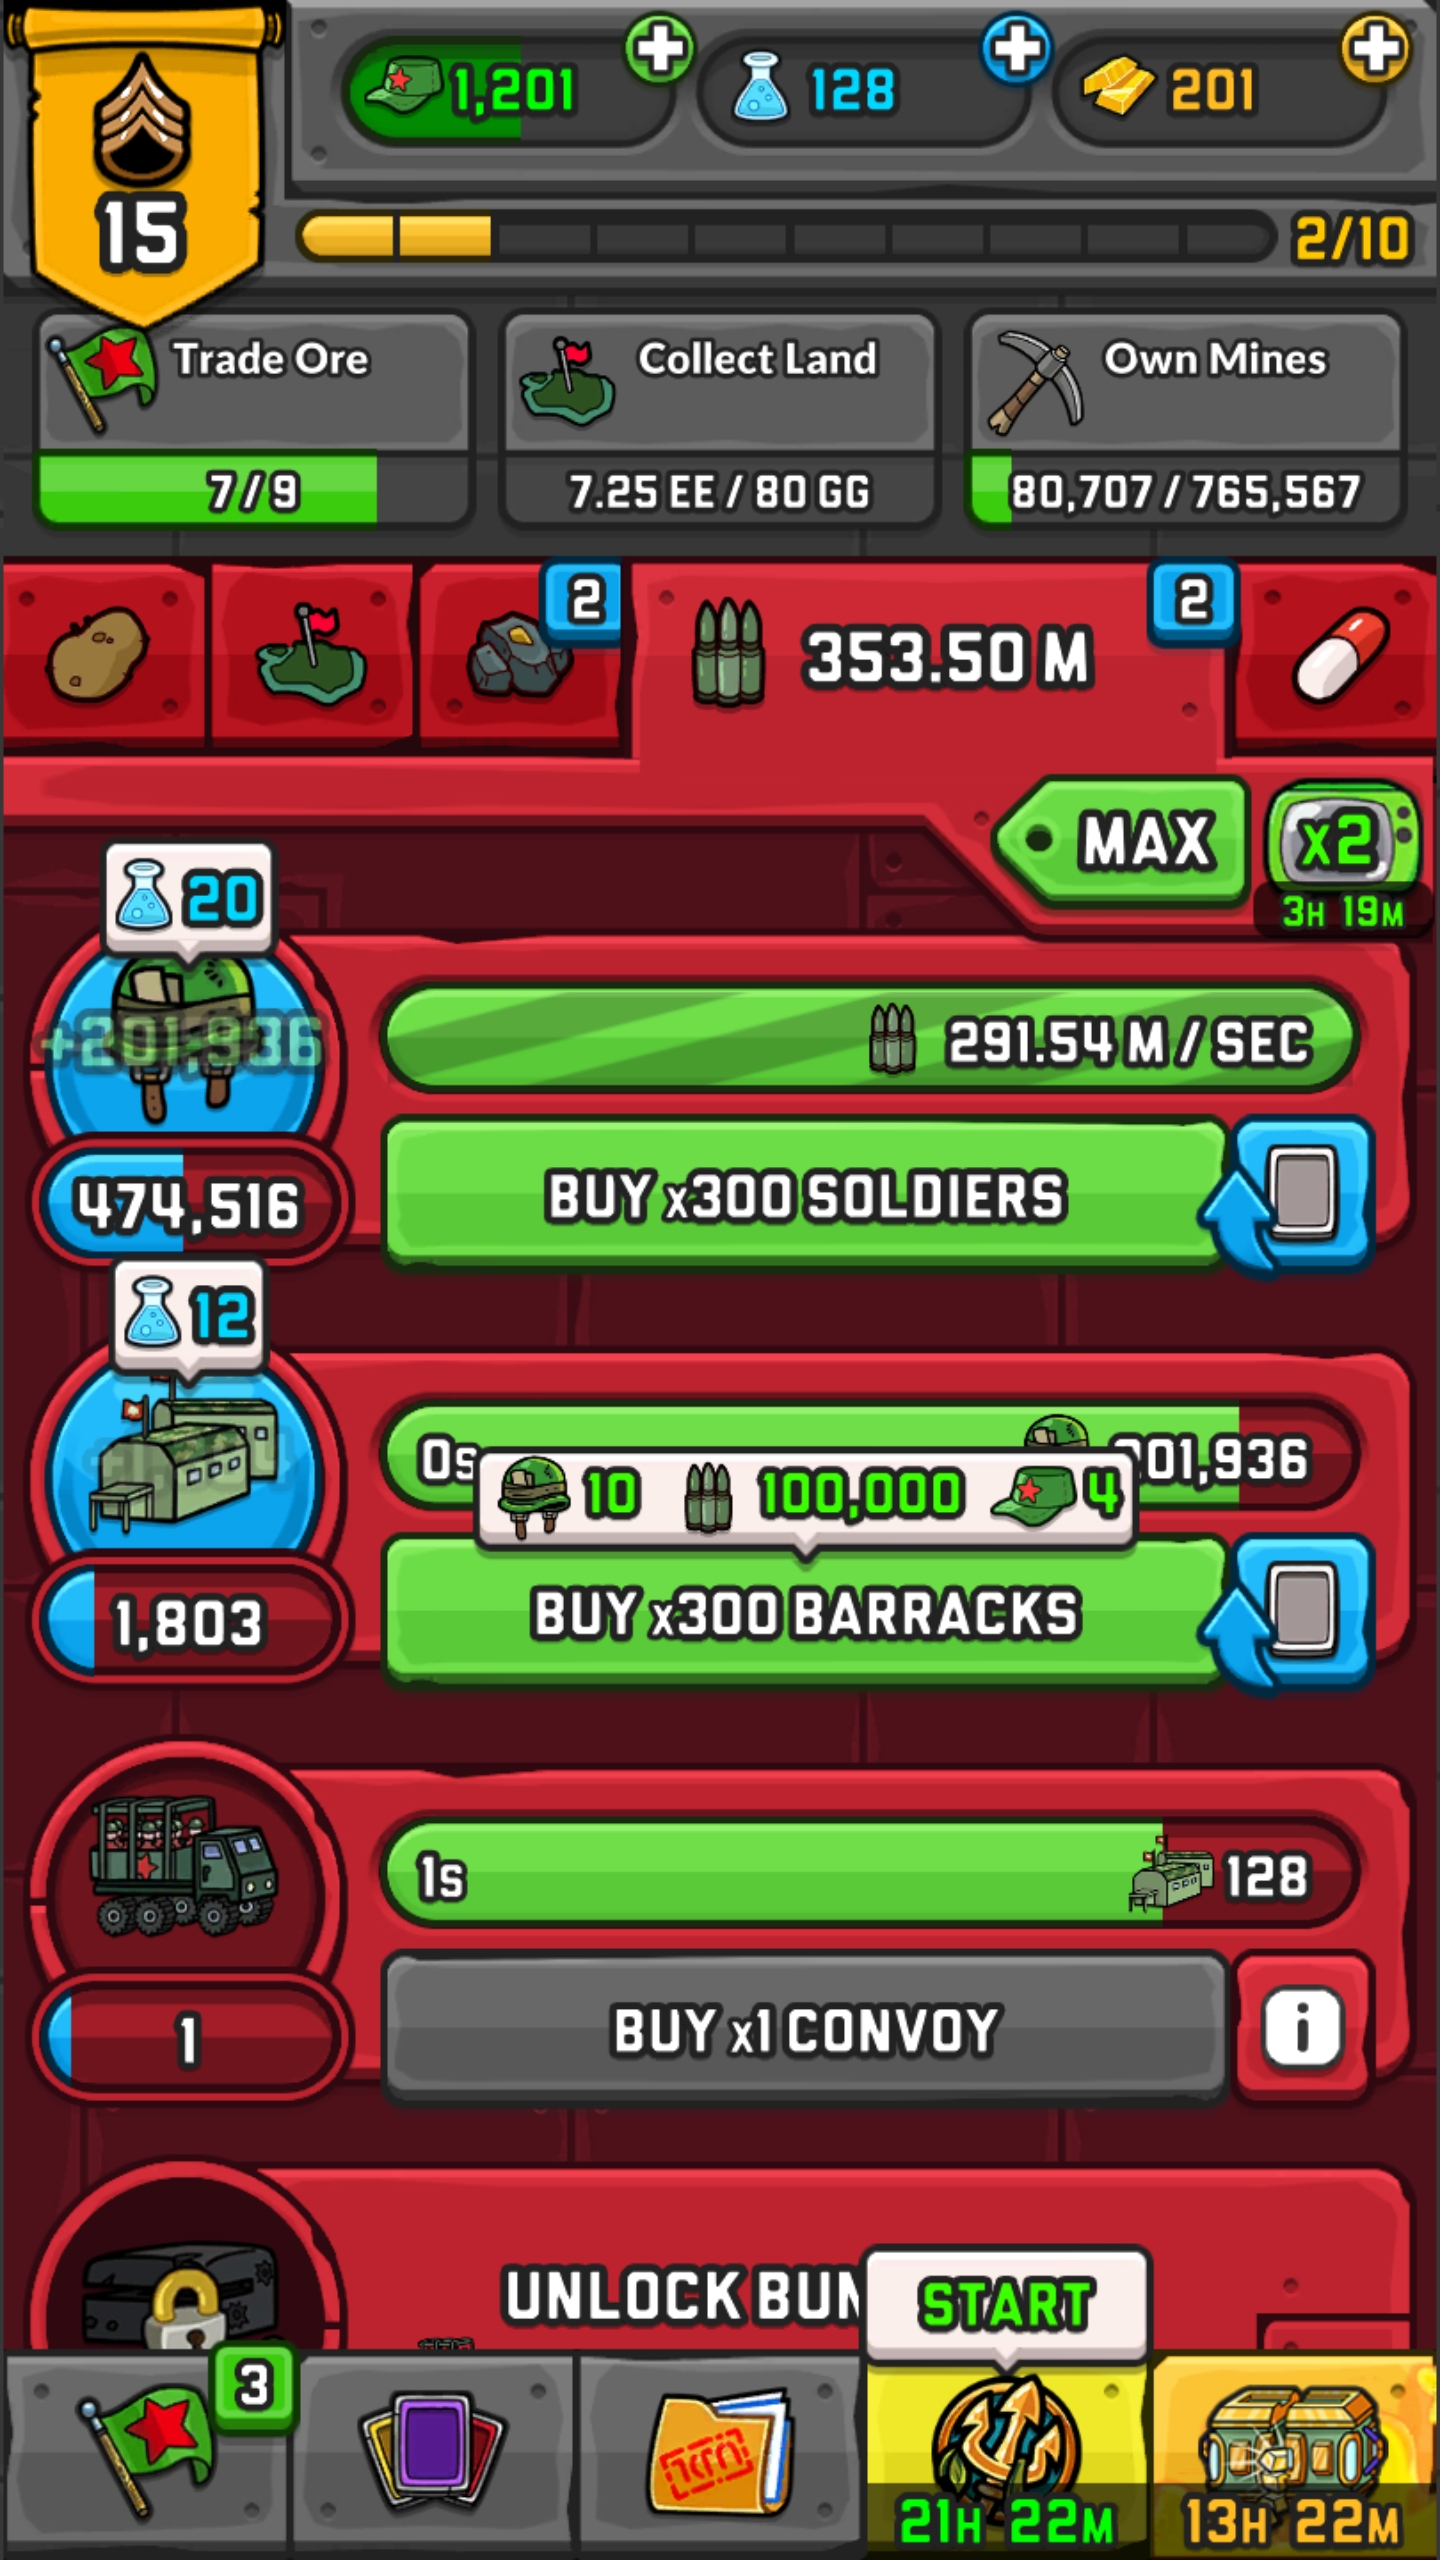 1,201
128
201
15
2/10
Trade Ore
Collect Land
Own Mines
7/9
7.25 EE / 80 GG
80,707 / 765,567
2
353.50 M
2
MAX
x2
3H 19M
20
+201,936
291.54 M / SEC
474,516
BUY x300 SOLDIERS
12
0s
201,936
10
100,000
4
1,803
BUY x300 BARRACKS
1s
128
1
BUY x1 CONVOY
i
UNLOCK
START
3
21H 22M
13H 22M